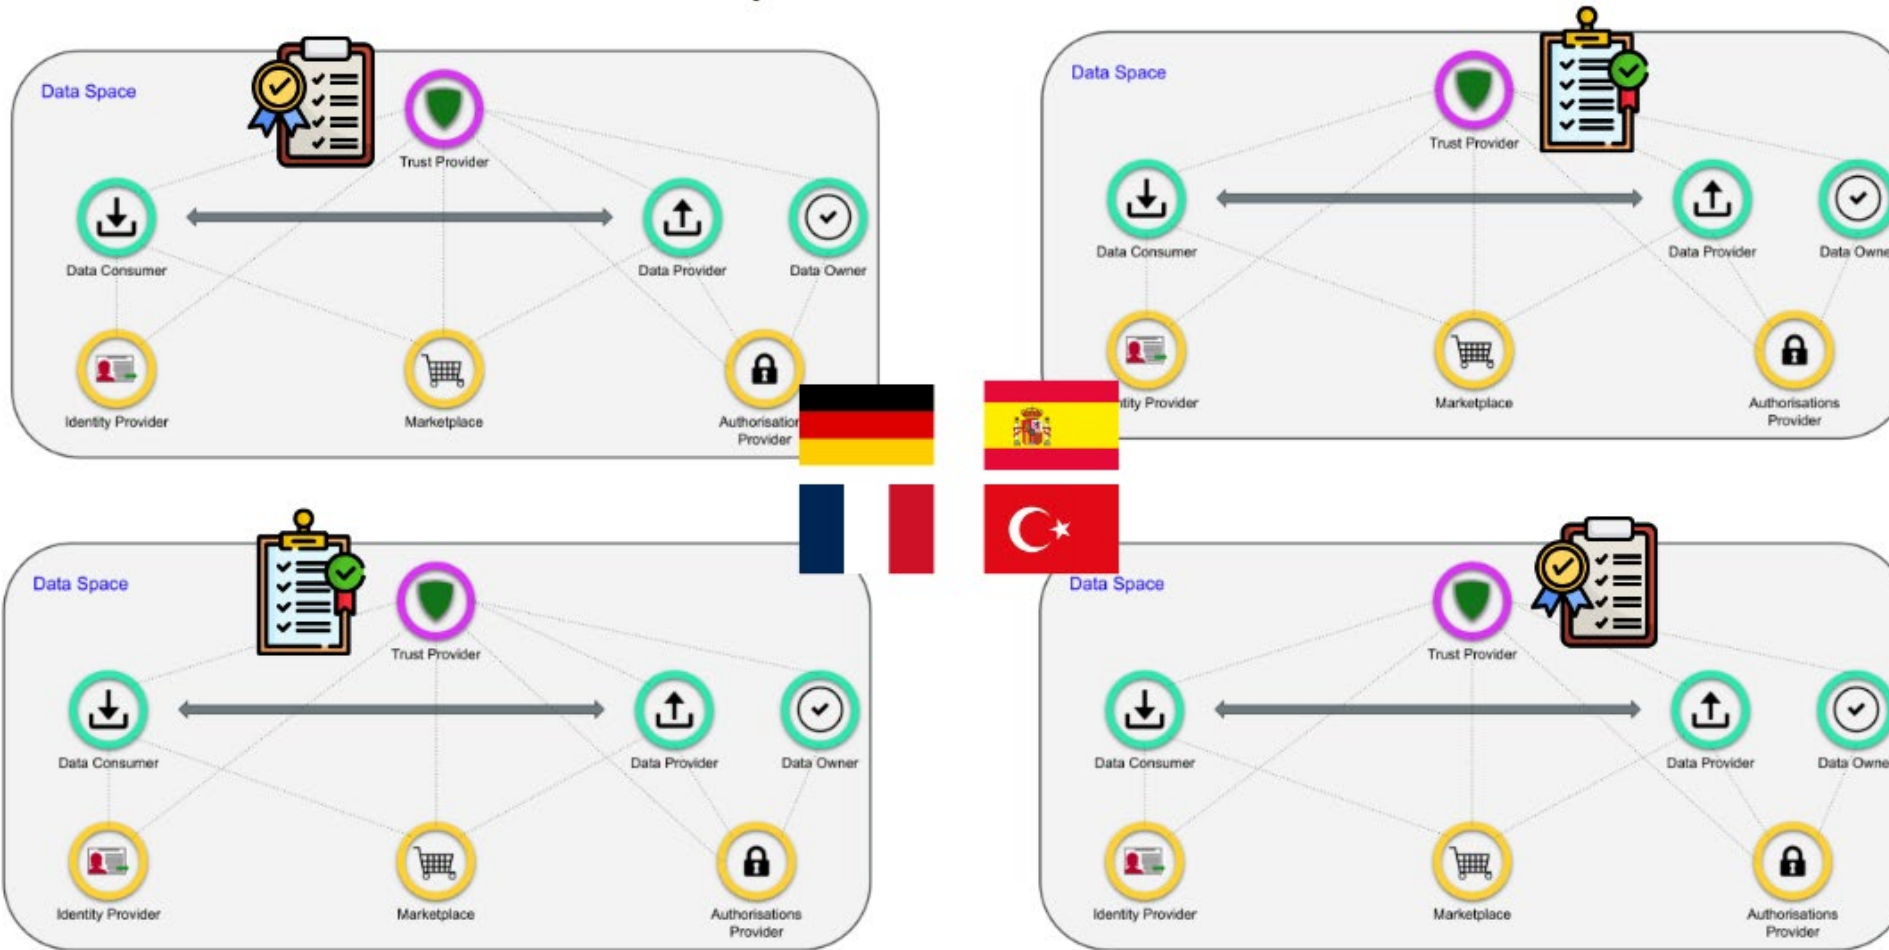 Data Space
Trust Provider
Data Consumer
Data Provider
Data Owner
Identity Provider
Marketplace
Authorisation
Provider
Data Space
Trust Provider
Data Consumer
Data Provider
Data Owne
ntity Provider
Marketplace
Authorisations
Provider
Data Space
Trust Provider
Data Consumer
Data Provider
Data Owner
Identity Provider
Marketplace
Authorisations
Provider
Data Space
Trust Provider
Data Consumer
Data Provider
Data Owne
Identity Provider
Marketplace
Authorisations
Provider